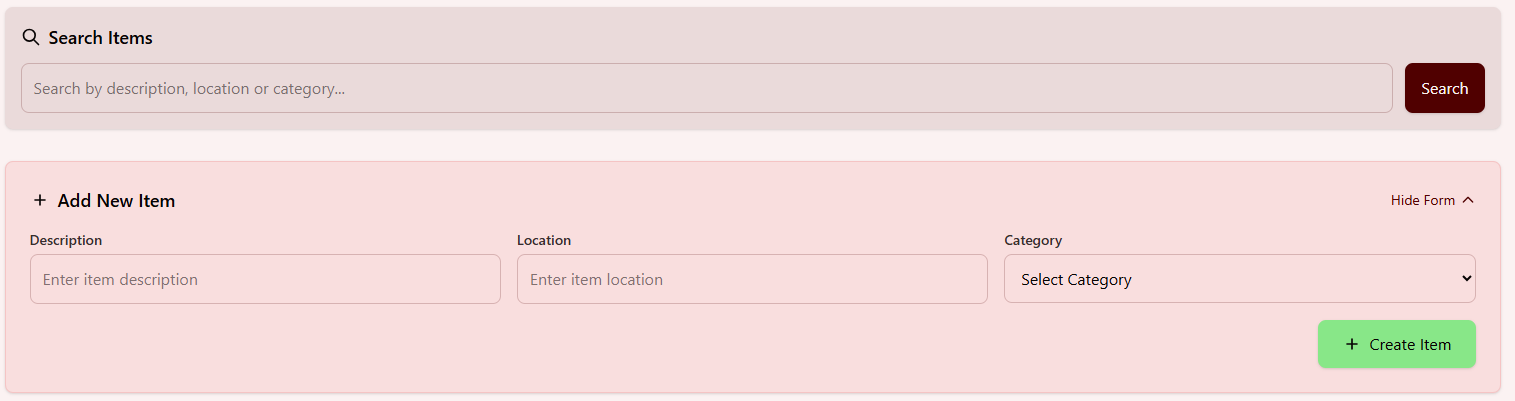 Search Items
Search by description, location or category...
Search
Add New Item
Hide Form
Description
Location
Category
Enter item description
Enter item location
Select Category
+ Create Item